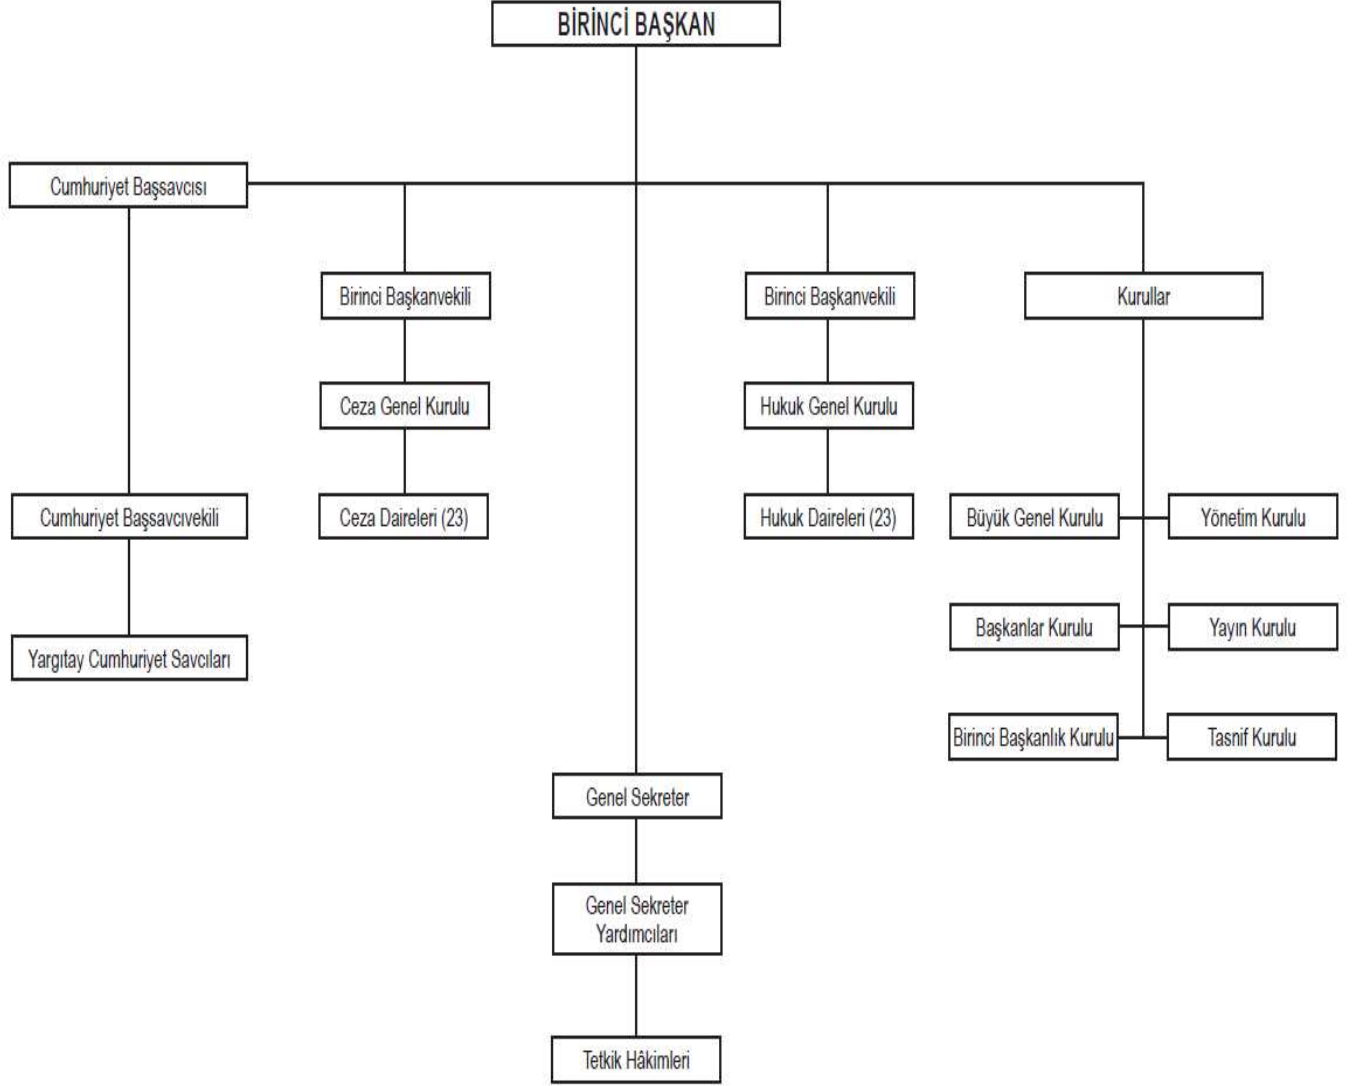 BİRİNCİ BAŞKAN
Cumhuriyet Başsavcısı
Birinci Başkanvekili
Birinci Başkanvekili
Kurullar
Ceza Genel Kurulu
Hukuk Genel Kurulu
Cumhuriyet Başsavcıvekili
Ceza Daireleri (23)
Hukuk Daireleri (23)
Büyük Genel Kurulu
Yönetim Kurulu
Yargıtay Cumhuriyet Savcıları
Başkanlar Kurulu
Yayın Kurulu
Birinci Başkanlık Kurulu
Tasnif Kurulu
Genel Sekreter
Genel Sekreter
Yardımcıları
Tetkik Hâkimleri